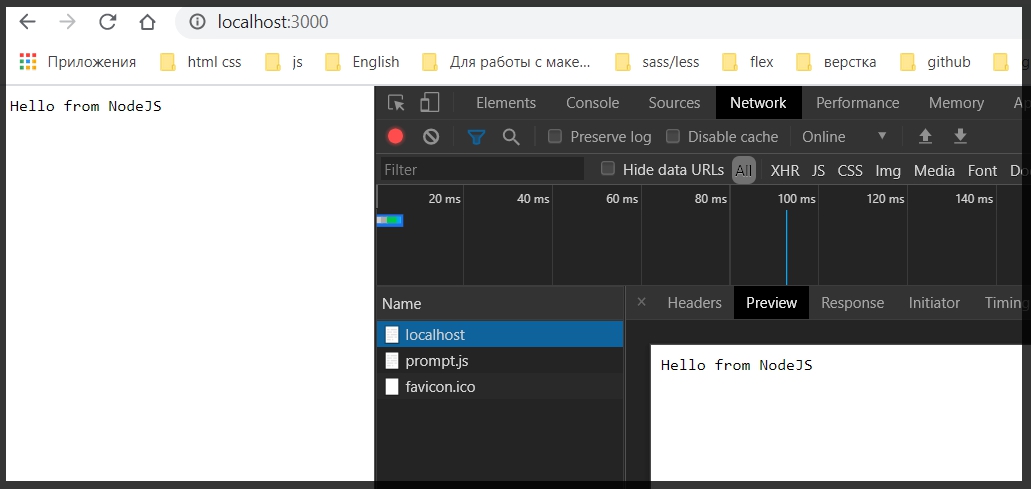 localhost:3000
Приложения html css js English Для работы с маке... sass/less flex верстка github
Hello from NodeJS
Elements Console Sources Network Performance Memory
Preserve log Disable cache Online
Filter Hide data URLs All XHR JS CSS Img Media Font
20 ms 40 ms 60 ms 80 ms 100 ms 120 ms 140 ms
Name
× Headers Preview Response Initiator Timing
localhost
prompt.js
favicon.ico
Hello from NodeJS